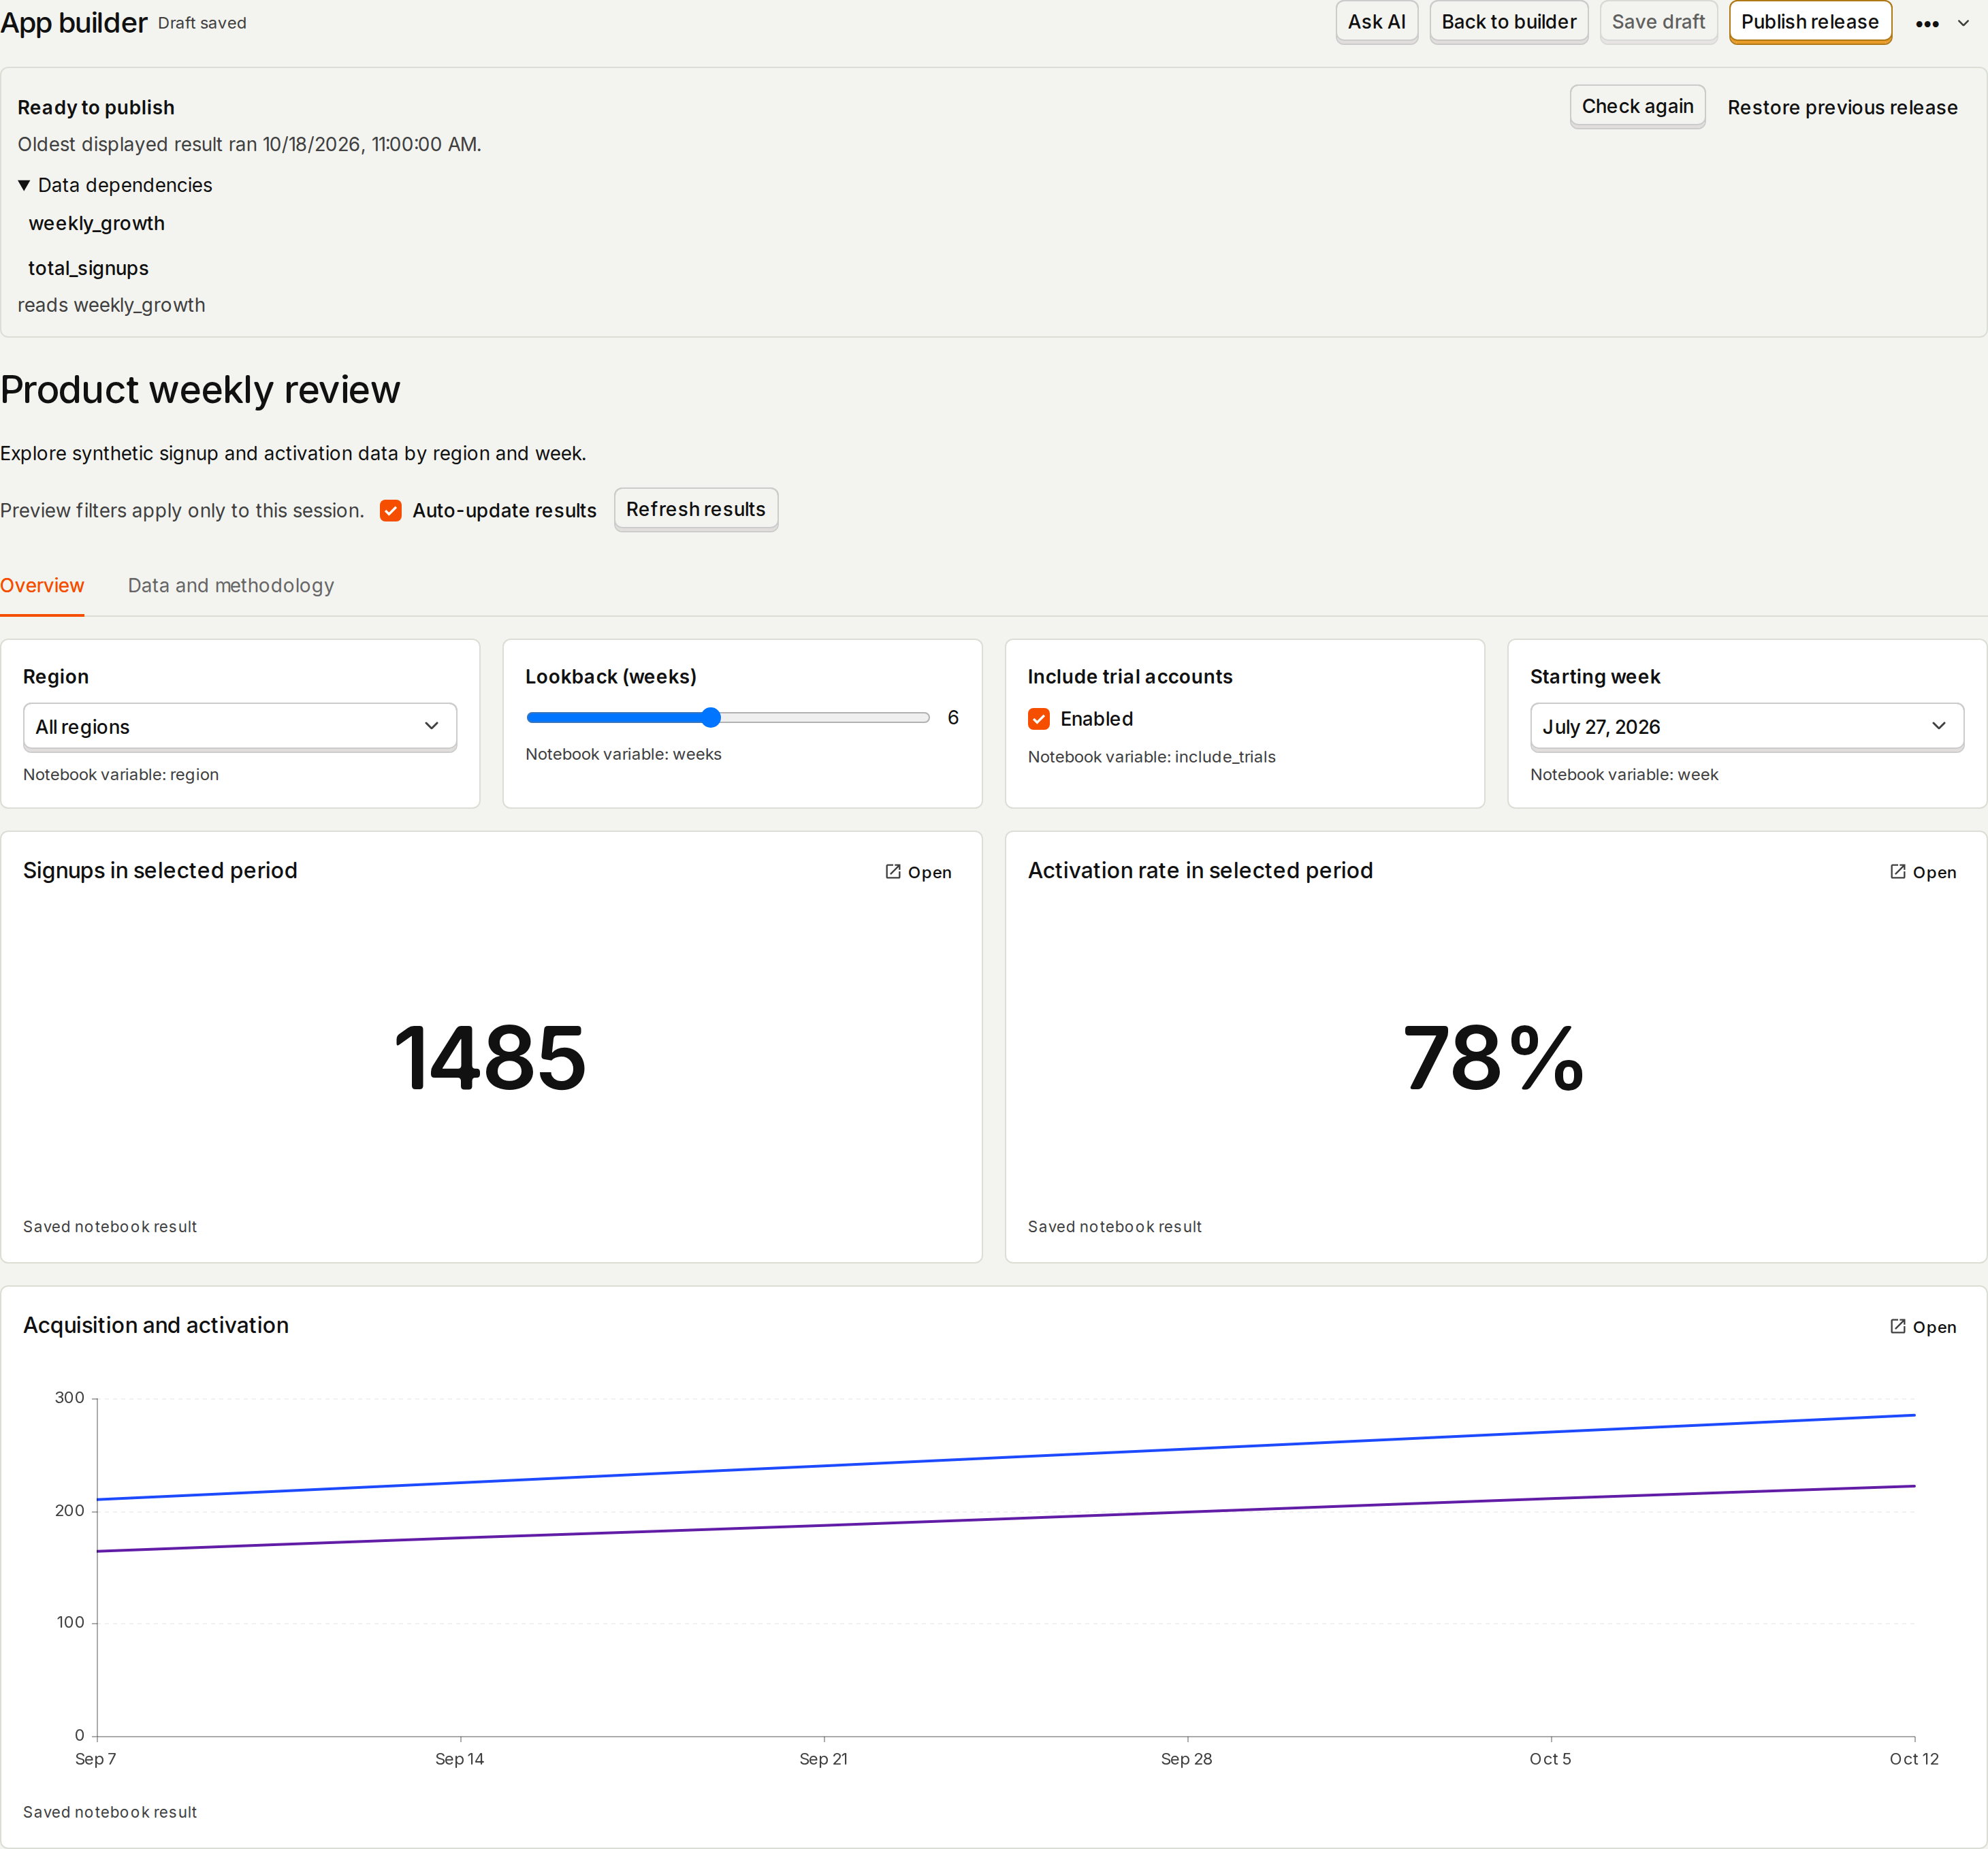 App builder Draft saved Ask AI Back to builder Save draft Publish release •••
Ready to publish Check again Restore previous release
Oldest displayed result ran 10/18/2026, 11:00:00 AM.
▼ Data dependencies
weekly_growth
total_signups
reads weekly_growth
Product weekly review
Explore synthetic signup and activation data by region and week.
Preview filters apply only to this session. Auto-update results Refresh results
Overview Data and methodology
Region
All regions
Notebook variable: region
Lookback (weeks)
6
Notebook variable: weeks
Include trial accounts
Enabled
Notebook variable: include_trials
Starting week
July 27, 2026
Notebook variable: week
Signups in selected period Open
1485
Saved notebook result
Activation rate in selected period Open
78%
Saved notebook result
Acquisition and activation Open
300
200
100
0
Sep 7 Sep 14 Sep 21 Sep 28 Oct 5 Oct 12
Saved notebook result